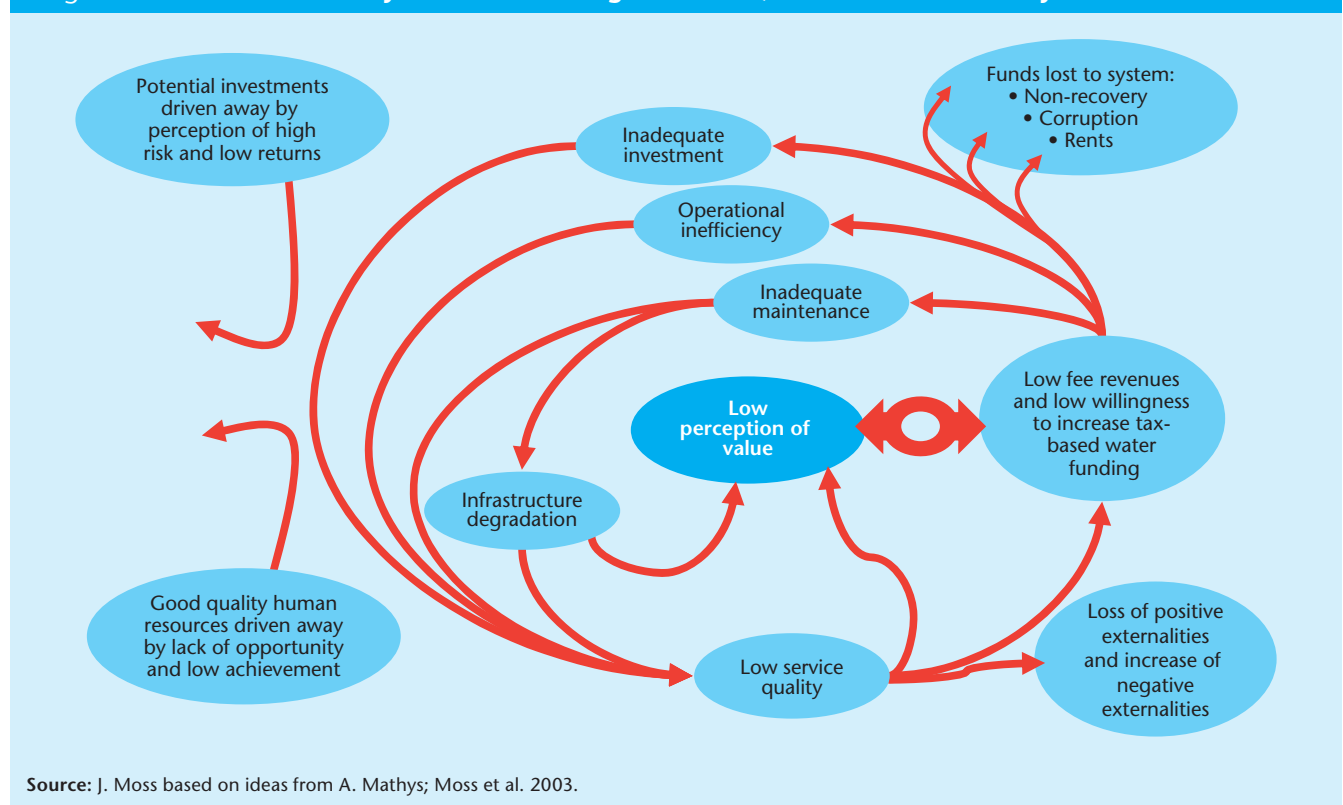 Potential investments
driven away by
perception of high
risk and low returns
Inadequate
investment
Funds lost to system:
• Non-recovery
• Corruption
• Rents
Operational
inefficiency
Inadequate
maintenance
Low
perception of
value
Low fee revenues
and low willingness
to increase tax-
based water
funding
Infrastructure
degradation
Good quality human
resources driven away
by lack of opportunity
and low achievement
Low service
quality
Loss of positive
externalities
and increase of
negative
externalities
Source: J. Moss based on ideas from A. Mathys; Moss et al. 2003.